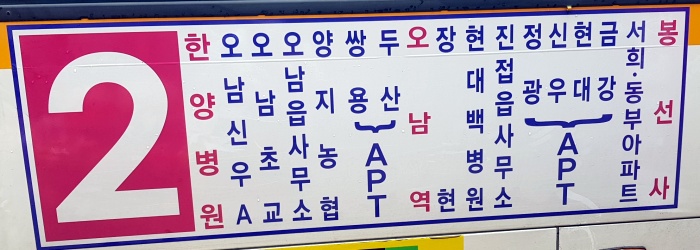 2
한양병원
오남신우A
오남초교
오남읍사무소
양지농협
쌍용
두산
APT
오남역
장현
현대백병원
진접읍사무소
정광
신우
현대
금강
APT
서희·동부아파트
봉선사